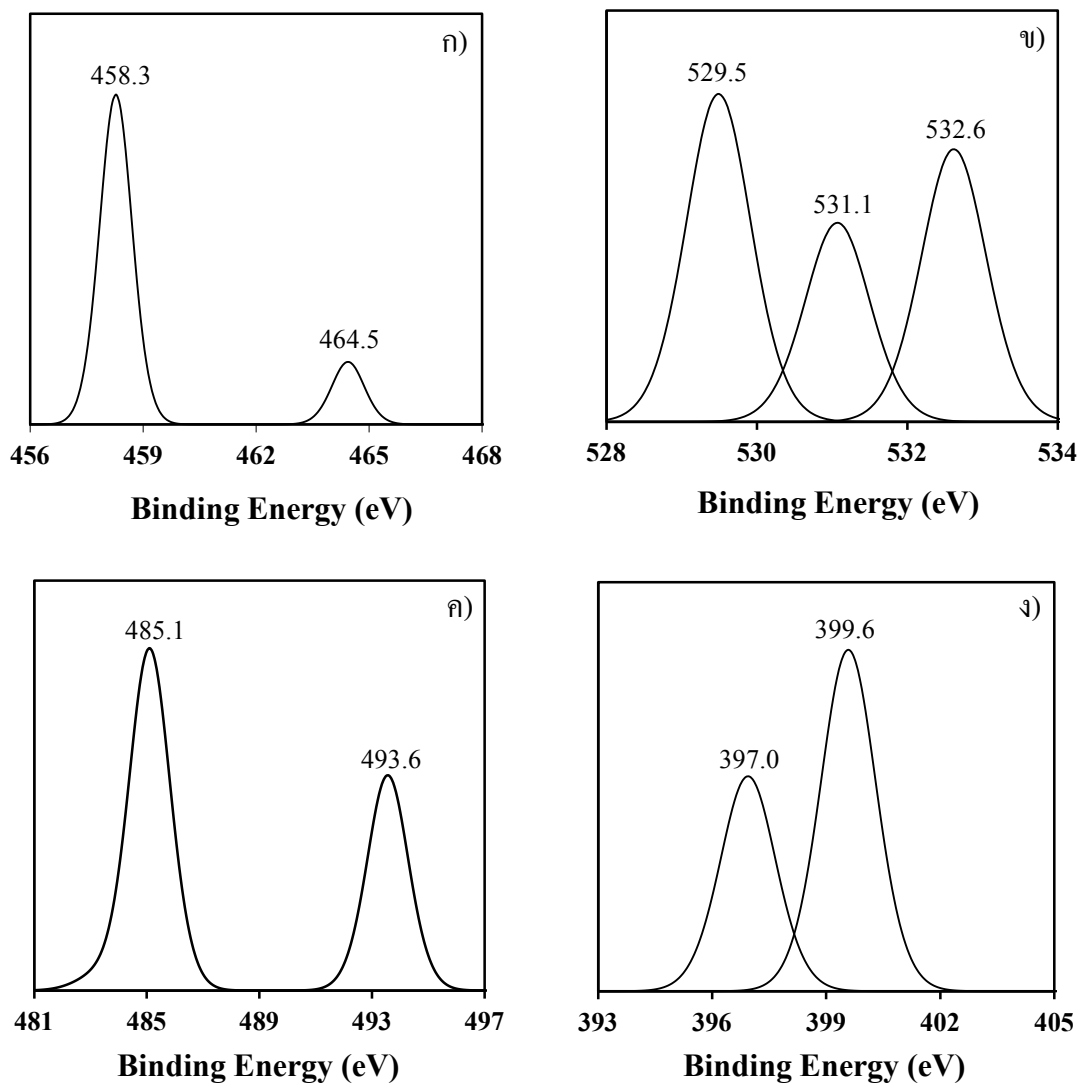 ก)
458.3
464.5
456 459 462 465 468
Binding Energy (eV)
ข)
529.5
532.6
531.1
528 530 532 534
Binding Energy (eV)
ค)
485.1
493.6
481 485 489 493 497
Binding Energy (eV)
ง)
399.6
397.0
393 396 399 402 405
Binding Energy (eV)